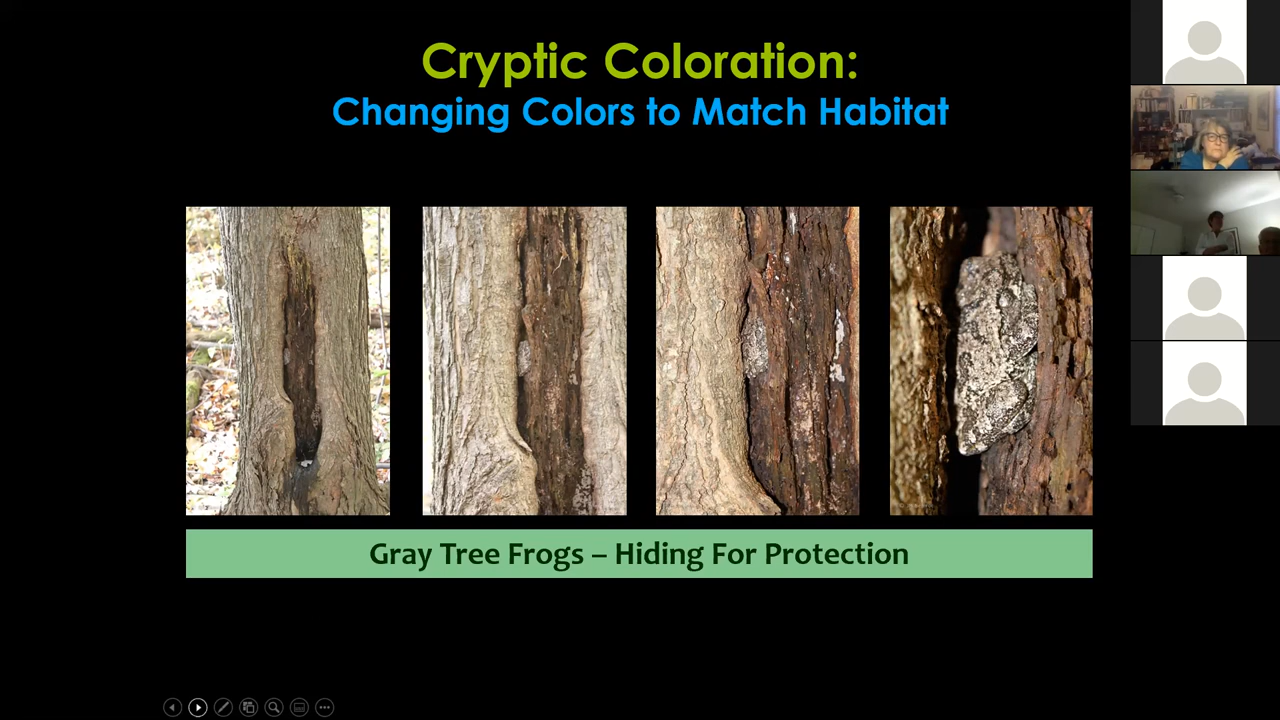 Cryptic Coloration:
Changing Colors to Match Habitat
Gray Tree Frogs – Hiding For Protection